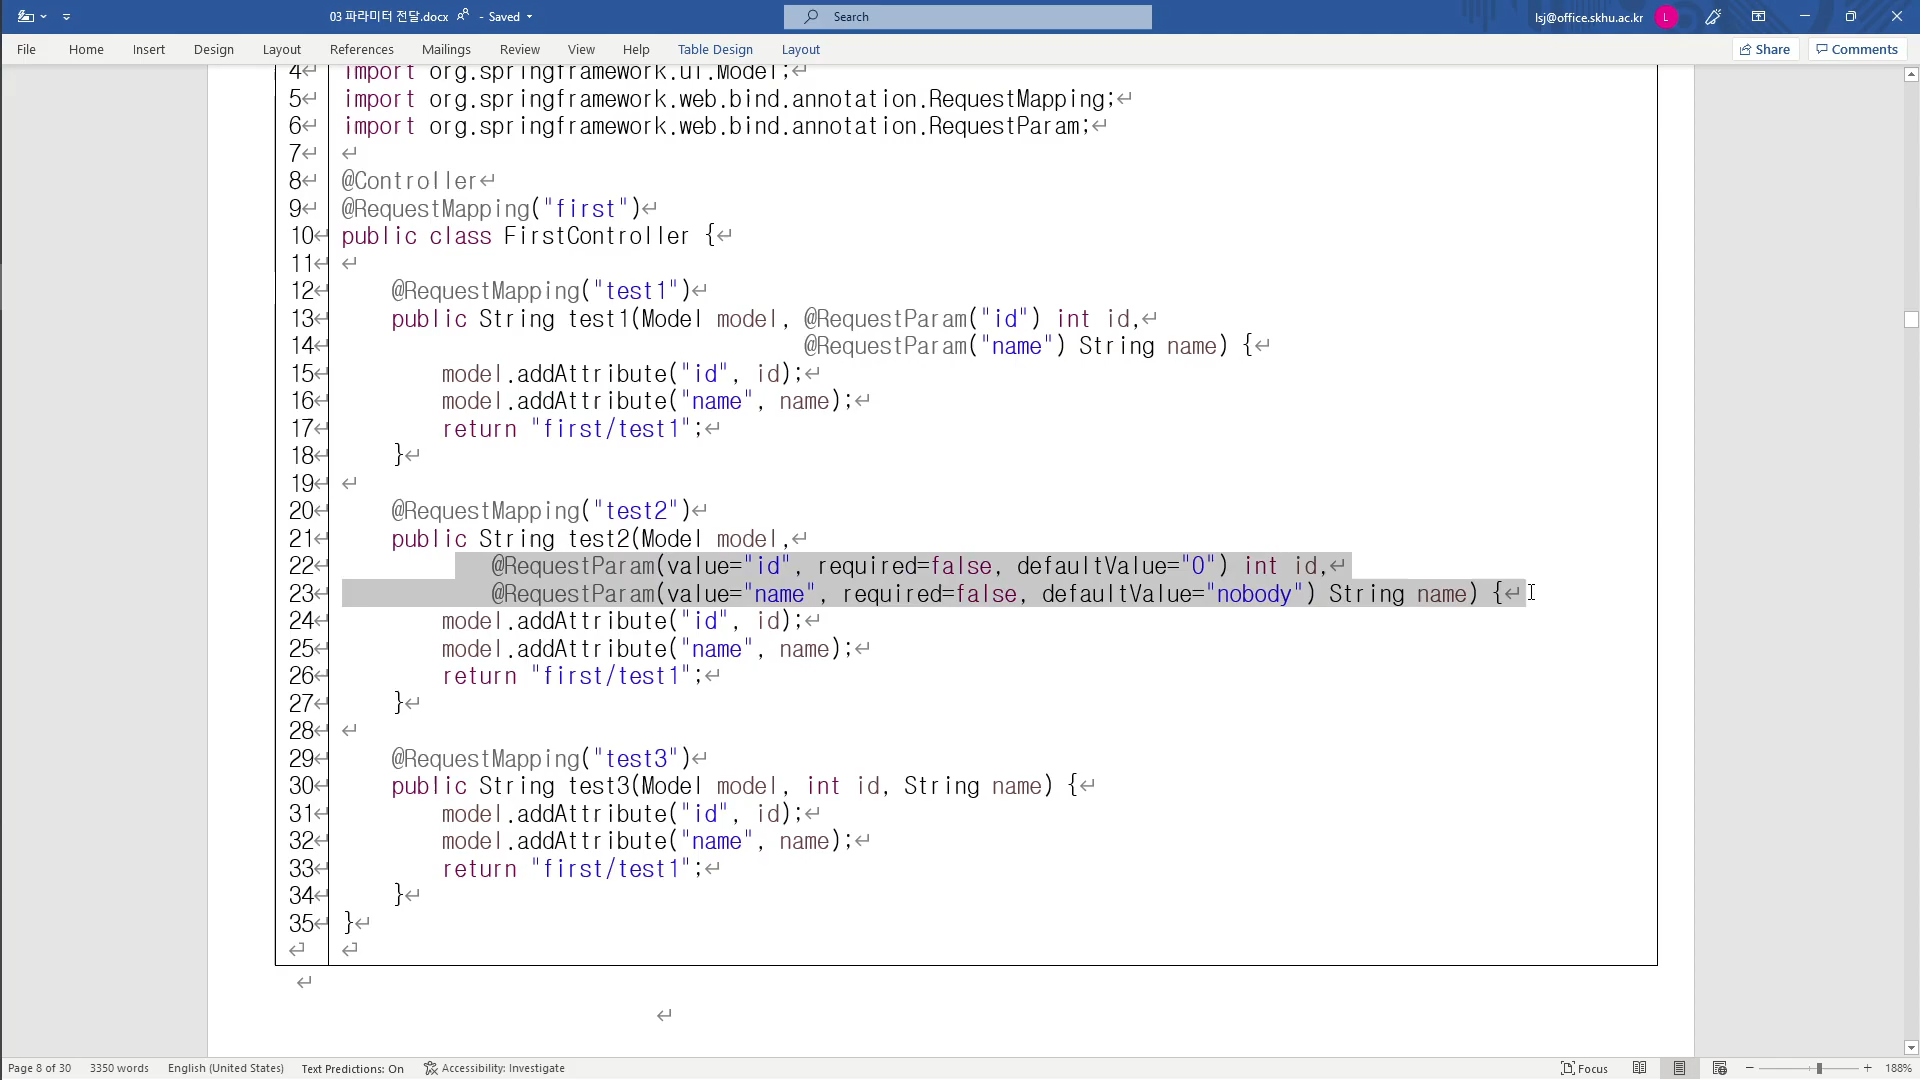 03 파라미터 전달.docx - Saved
Search
lsj@office.skhu.ac.kr L
File Home Insert Design Layout References Mailings Review View Help Table Design Layout Share Comments
4 import org.springframework.ui.Model;
5 import org.springframework.web.bind.annotation.RequestMapping;
6 import org.springframework.web.bind.annotation.RequestParam;
7
8 @Controller
9 @RequestMapping("first")
10 public class FirstController {
11
12 @RequestMapping("test1")
13 public String test1(Model model, @RequestParam("id") int id,
14 @RequestParam("name") String name) {
15 model.addAttribute("id", id);
16 model.addAttribute("name", name);
17 return "first/test1";
18 }
19
20 @RequestMapping("test2")
21 public String test2(Model model,
22 @RequestParam(value="id", required=false, defaultValue="0") int id,
23 @RequestParam(value="name", required=false, defaultValue="nobody") String name) {
24 model.addAttribute("id", id);
25 model.addAttribute("name", name);
26 return "first/test1";
27 }
28
29 @RequestMapping("test3")
30 public String test3(Model model, int id, String name) {
31 model.addAttribute("id", id);
32 model.addAttribute("name", name);
33 return "first/test1";
34 }
35 }
Page 8 of 30 3350 words English (United States) Text Predictions: On Accessibility: Investigate Focus 188%